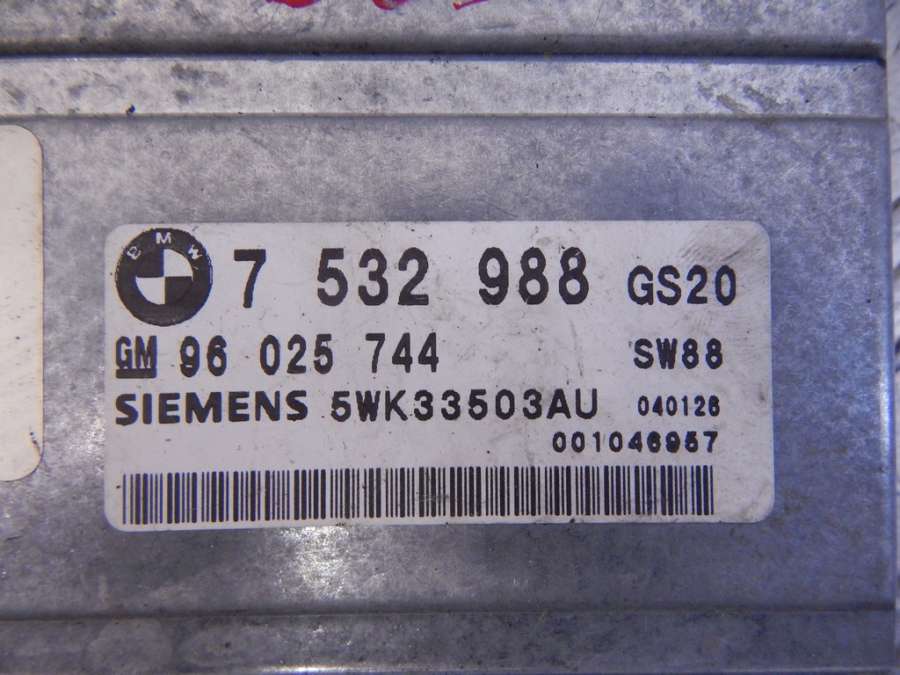 BMW 7 532 988 GS20
GM 96 025 744 SW88
SIEMENS 5WK33503AU 040126
001046957